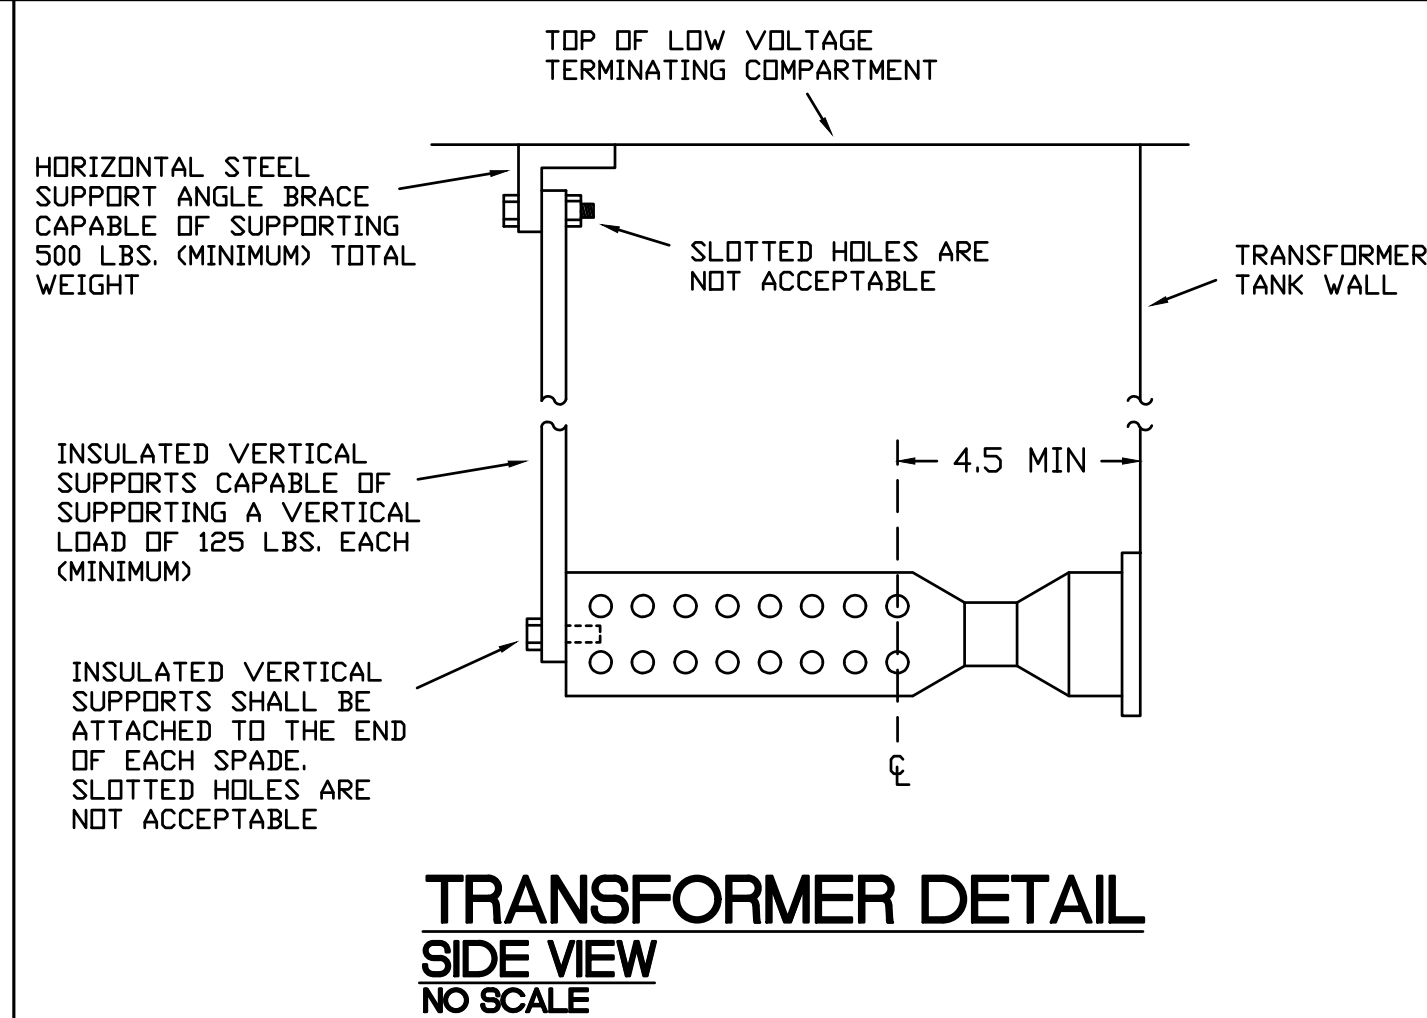 TOP OF LOW VOLTAGE
TERMINATING COMPARTMENT
HORIZONTAL STEEL
SUPPORT ANGLE BRACE
CAPABLE OF SUPPORTING
500 LBS. (MINIMUM) TOTAL
WEIGHT
SLOTTED HOLES ARE
NOT ACCEPTABLE
TRANSFORMER
TANK WALL
INSULATED VERTICAL
SUPPORTS CAPABLE OF
SUPPORTING A VERTICAL
LOAD OF 125 LBS. EACH
(MINIMUM)
4.5 MIN
INSULATED VERTICAL
SUPPORTS SHALL BE
ATTACHED TO THE END
OF EACH SPADE.
SLOTTED HOLES ARE
NOT ACCEPTABLE
℄
TRANSFORMER DETAIL
SIDE VIEW
NO SCALE